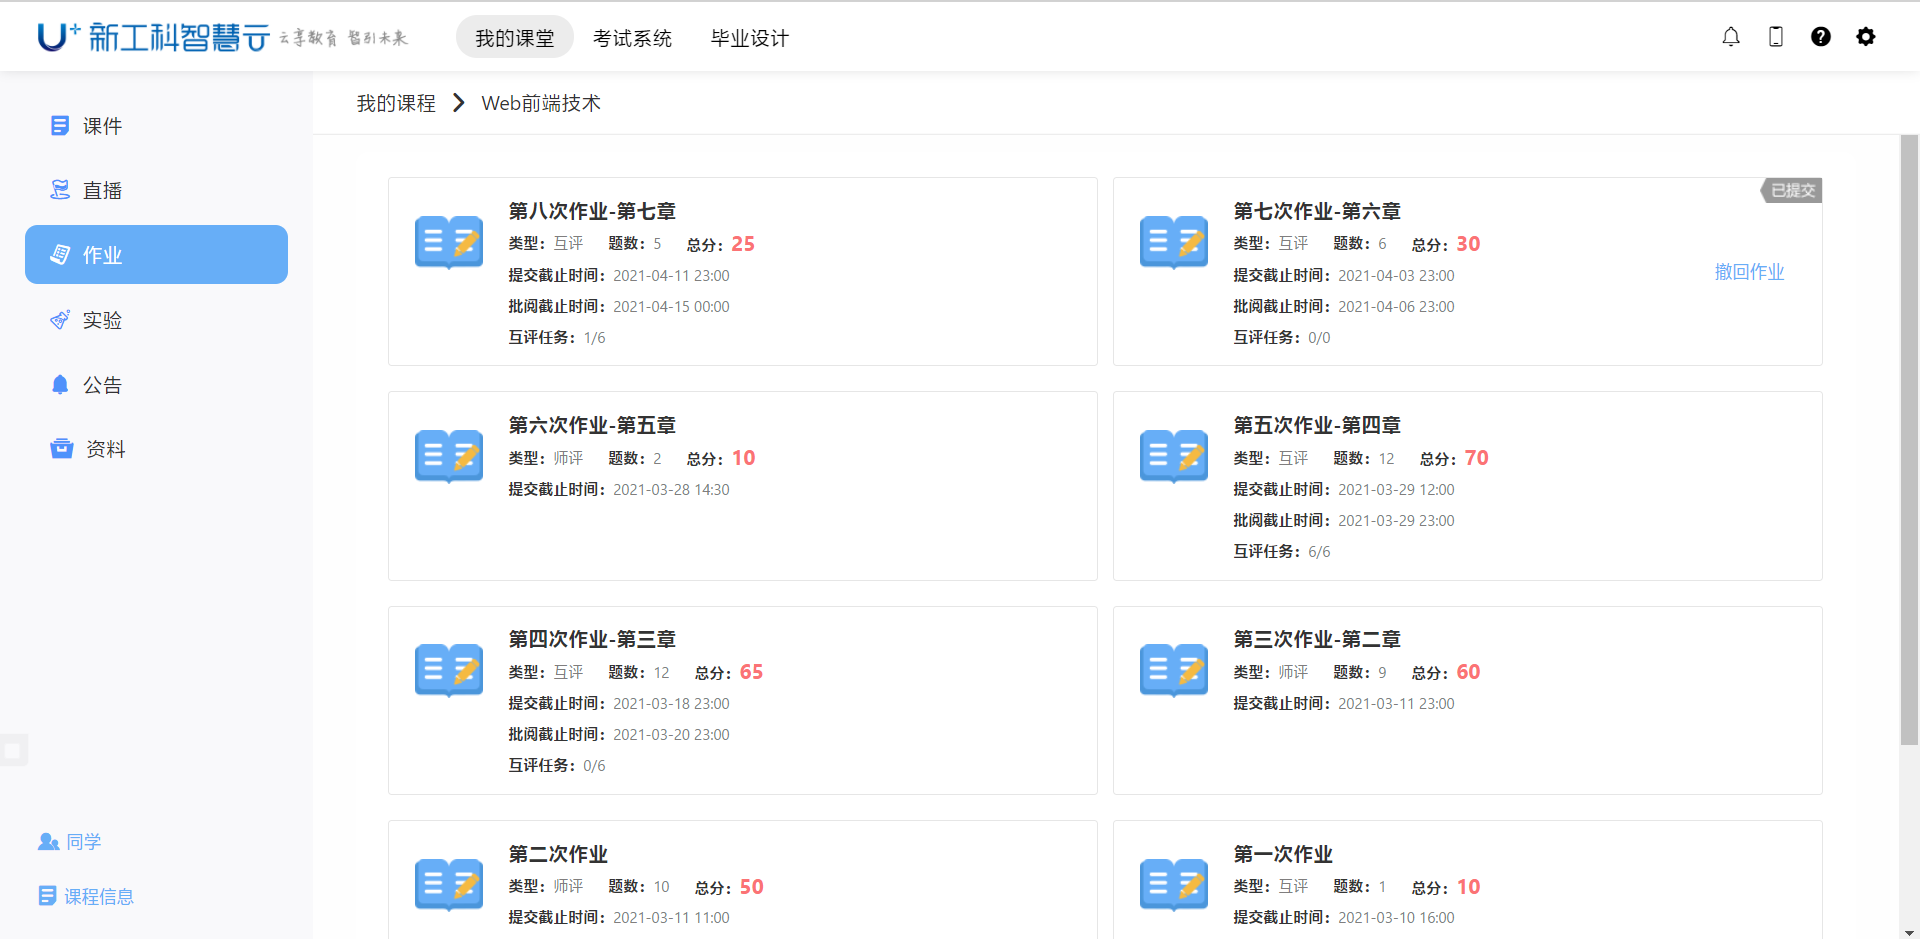 U+ 新工科智慧云 云享教育 智引未来
我的课堂 考试系统 毕业设计
我的课程 > Web前端技术
课件
直播
作业
实验
公告
资料
同学
课程信息
第八次作业-第七章
类型：互评 题数：5 总分：25
提交截止时间：2021-04-11 23:00
批阅截止时间：2021-04-15 00:00
互评任务：1/6
已提交
第七次作业-第六章
类型：互评 题数：6 总分：30
提交截止时间：2021-04-03 23:00
批阅截止时间：2021-04-06 23:00
互评任务：0/0
撤回作业
第六次作业-第五章
类型：师评 题数：2 总分：10
提交截止时间：2021-03-28 14:30
第五次作业-第四章
类型：互评 题数：12 总分：70
提交截止时间：2021-03-29 12:00
批阅截止时间：2021-03-29 23:00
互评任务：6/6
第四次作业-第三章
类型：互评 题数：12 总分：65
提交截止时间：2021-03-18 23:00
批阅截止时间：2021-03-20 23:00
互评任务：0/6
第三次作业-第二章
类型：师评 题数：9 总分：60
提交截止时间：2021-03-11 23:00
第二次作业
类型：师评 题数：10 总分：50
提交截止时间：2021-03-11 11:00
第一次作业
类型：互评 题数：1 总分：10
提交截止时间：2021-03-10 16:00